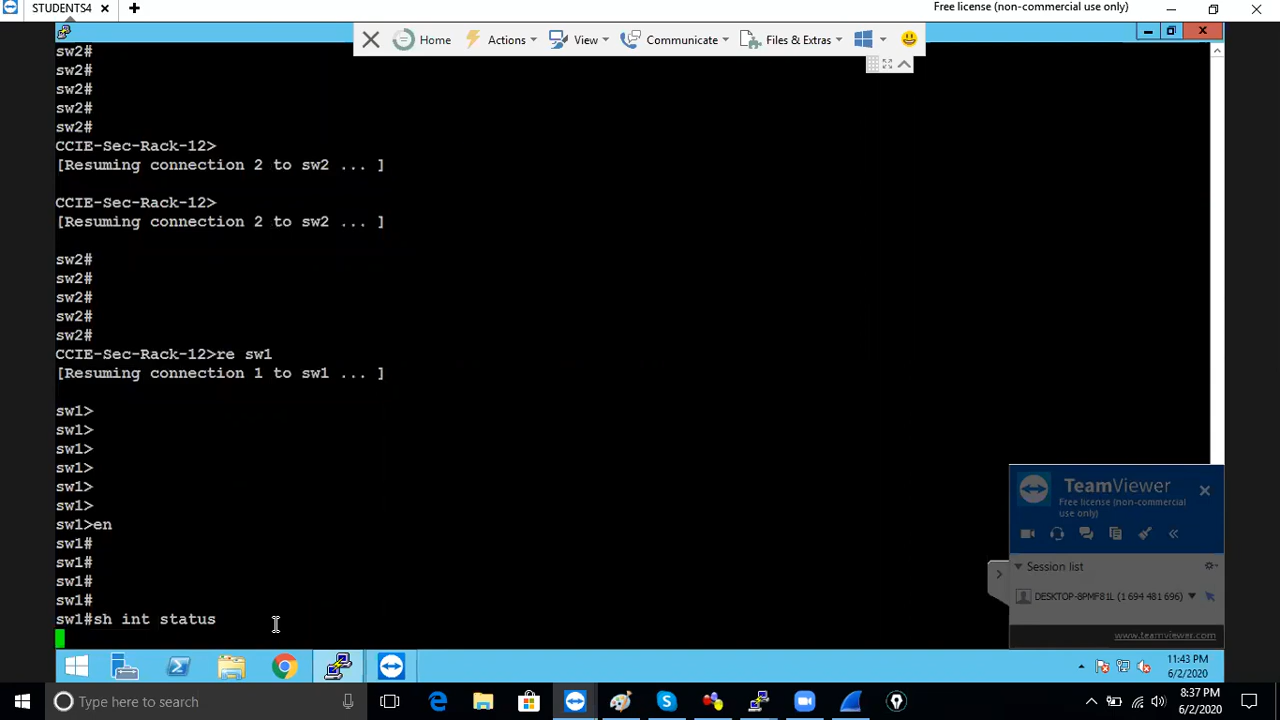 STUDENTS4
Free license (non-commercial use only)
Home
Actions
View
Communicate
Files & Extras
sw2#
sw2#
sw2#
sw2#
sw2#
CCIE-Sec-Rack-12>
[Resuming connection 2 to sw2 ... ]
CCIE-Sec-Rack-12>
[Resuming connection 2 to sw2 ... ]
sw2#
sw2#
sw2#
sw2#
sw2#
CCIE-Sec-Rack-12>re sw1
[Resuming connection 1 to sw1 ... ]
sw1>
sw1>
sw1>
sw1>
sw1>
sw1>
sw1>en
sw1#
sw1#
sw1#
sw1#
sw1#sh int status
TeamViewer
Free license (non-commercial
use only)
Session list
DESKTOP-8PMF81L (1 694 481 696)
www.teamviewer.com
11:43 PM
6/2/2020
Type here to search
8:37 PM
6/2/2020